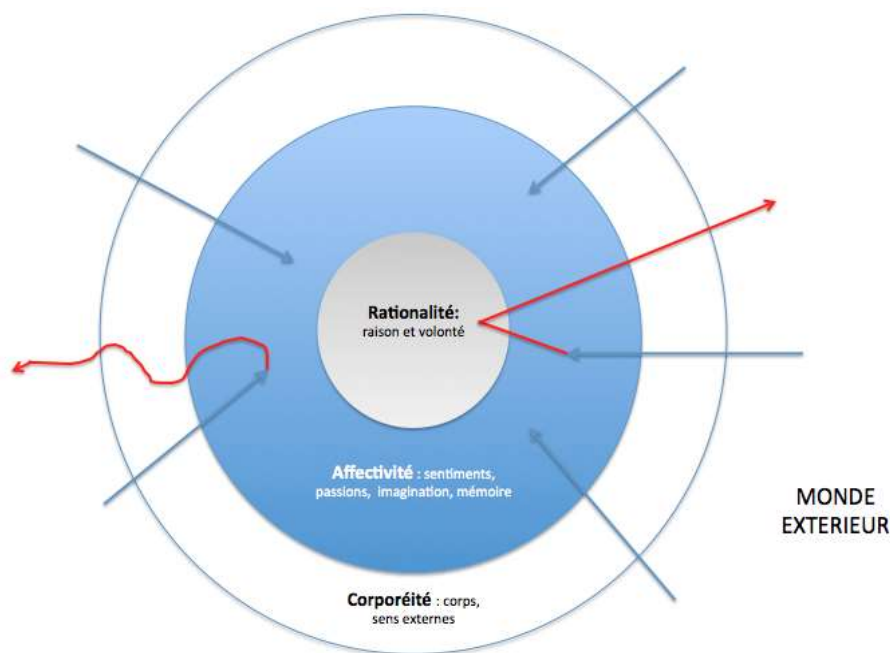 Rationalité:
raison et volonté
Affectivité : sentiments,
passions, imagination, mémoire
MONDE
EXTERIEUR
Corporéité : corps,
sens externes